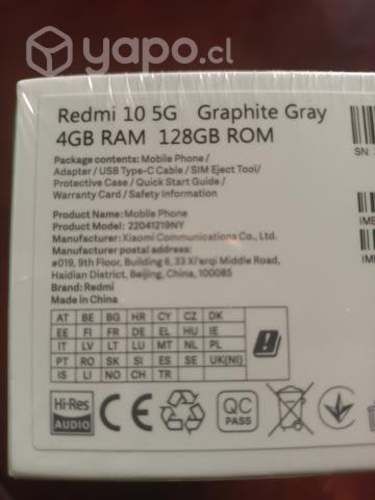 yapo.cl
Redmi 10 5G Graphite Gray
4GB RAM 128GB ROM
Package contents: Mobile Phone /
Adapter / USB Type-C Cable / SIM Eject Tool/
Protective Case / Quick Start Guide /
Warranty Card / Safety Information
Product Name: Mobile Phone
Product Model: 22041219NY
Manufacturer: Xiaomi Communications Co., Ltd.
Manufacturer postal address:
#019, 9th Floor, Building 6, 33 Xi'erqi Middle Road,
Haidian District, Beijing, China, 100085
Brand: Redmi
Made in China
SN:
IME
IME
AT BE BG HR CY CZ DK
EE FI FR DE EL HU IE
IT LV LT LU MT NL PL
PT RO SK SI ES SE UK(NI)
IS LI NO CH TR
Hi-Res
AUDIO
CE
QC
PASS